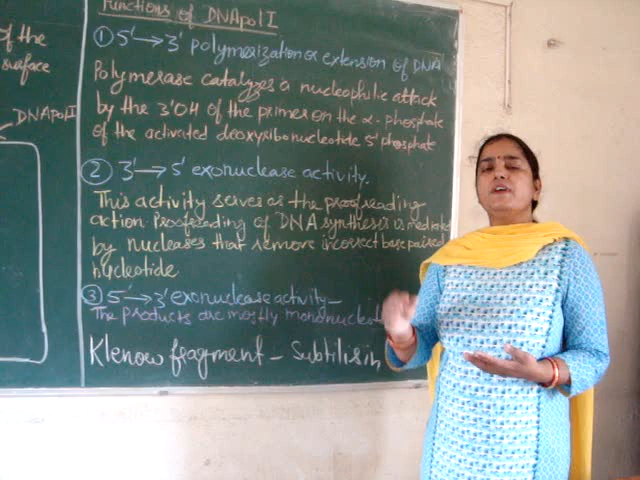 of the
surface
DNApolI
Functions of DNApol I
① 5' → 3' polymerization or extension of DNA
Polymerase catalyzes a nucleophilic attack
by the 3'OH of the primer on the α-phosphate
of the activated deoxyribonucleotide 5' phosphate
② 3' → 5' exonuclease activity.
This activity serves as the proofreading
action. Proofreading of DNA synthesis is mediated
by nucleases that remove incorrect base paired
nucleotide
③ 5' → 3' exonuclease activity –
The products are mostly mononucleot
Klenow fragment – Subtilisin